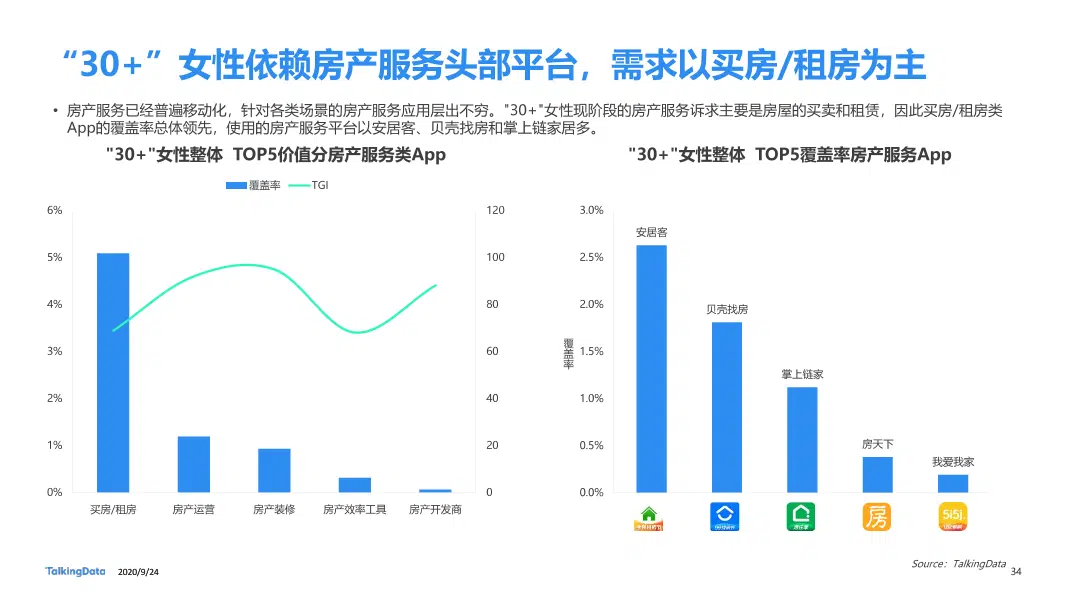 “30+”女性依赖房产服务头部平台，需求以买房/租房为主
• 房产服务已经普遍移动化，针对各类场景的房产服务应用层出不穷。"30+"女性现阶段的房产服务诉求主要是房屋的买卖和租赁，因此买房/租房类
App的覆盖率总体领先，使用的房产服务平台以安居客、贝壳找房和掌上链家居多。
"30+"女性整体 TOP5价值分房产服务类App
覆盖率 TGI
6%
5%
4%
3%
2%
1%
0%
120
100
80
60
40
20
0
买房/租房 房产运营 房产装修 房产效率工具 房产开发商
"30+"女性整体 TOP5覆盖率房产服务App
覆盖率
3.0%
2.5%
2.0%
1.5%
1.0%
0.5%
0.0%
安居客
贝壳找房
掌上链家
房天下
我爱我家
房
5i5j
TalkingData 2020/9/24
Source：TalkingData
34